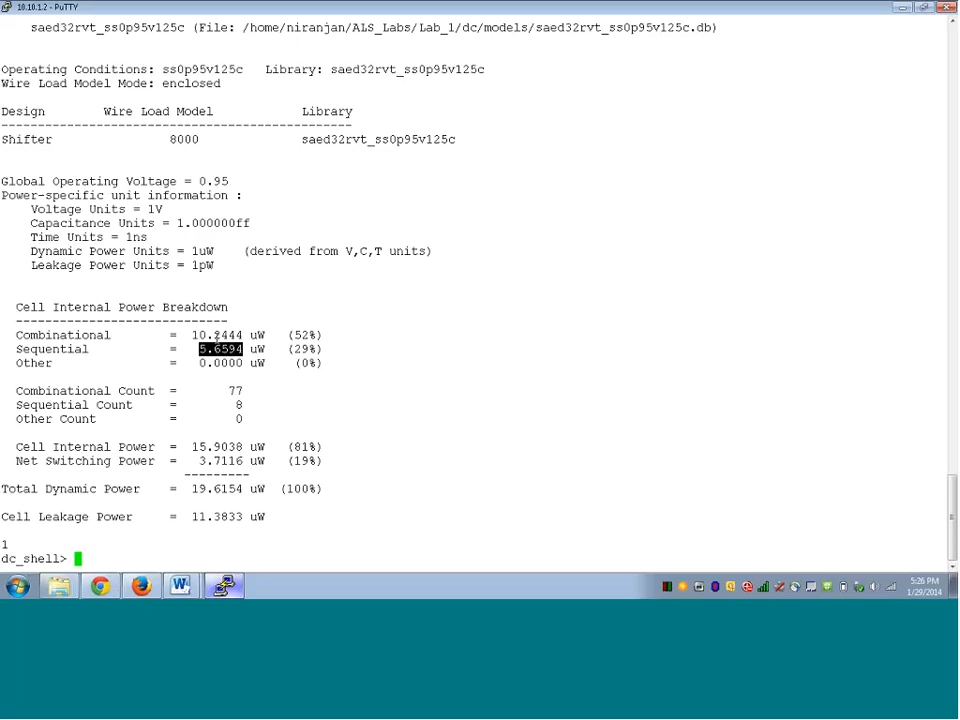 10.10.1.2 - PuTTY
saed32rvt_ss0p95v125c (File: /home/niranjan/ALS_Labs/Lab_1/dc/models/saed32rvt_ss0p95v125c.db)
Operating Conditions: ss0p95v125c   Library: saed32rvt_ss0p95v125c
Wire Load Model Mode: enclosed
Design        Wire Load Model            Library
------------------------------------------------
Shifter                8000              saed32rvt_ss0p95v125c
Global Operating Voltage = 0.95
Power-specific unit information :
Voltage Units = 1V
Capacitance Units = 1.000000ff
Time Units = 1ns
Dynamic Power Units = 1uW    (derived from V,C,T units)
Leakage Power Units = 1pW
Cell Internal Power Breakdown
-----------------------------
Combinational        =  10.2444 uW   (52%)
Sequential           =   5.6594 uW   (29%)
Other                =   0.0000 uW    (0%)
Combinational Count  =       77
Sequential Count     =        8
Other Count          =        0
Cell Internal Power  =  15.9038 uW   (81%)
Net Switching Power  =   3.7116 uW   (19%)
---------
Total Dynamic Power    =  19.6154 uW  (100%)
Cell Leakage Power     =  11.3833 uW
1
dc_shell>
5:26 PM
1/29/2014